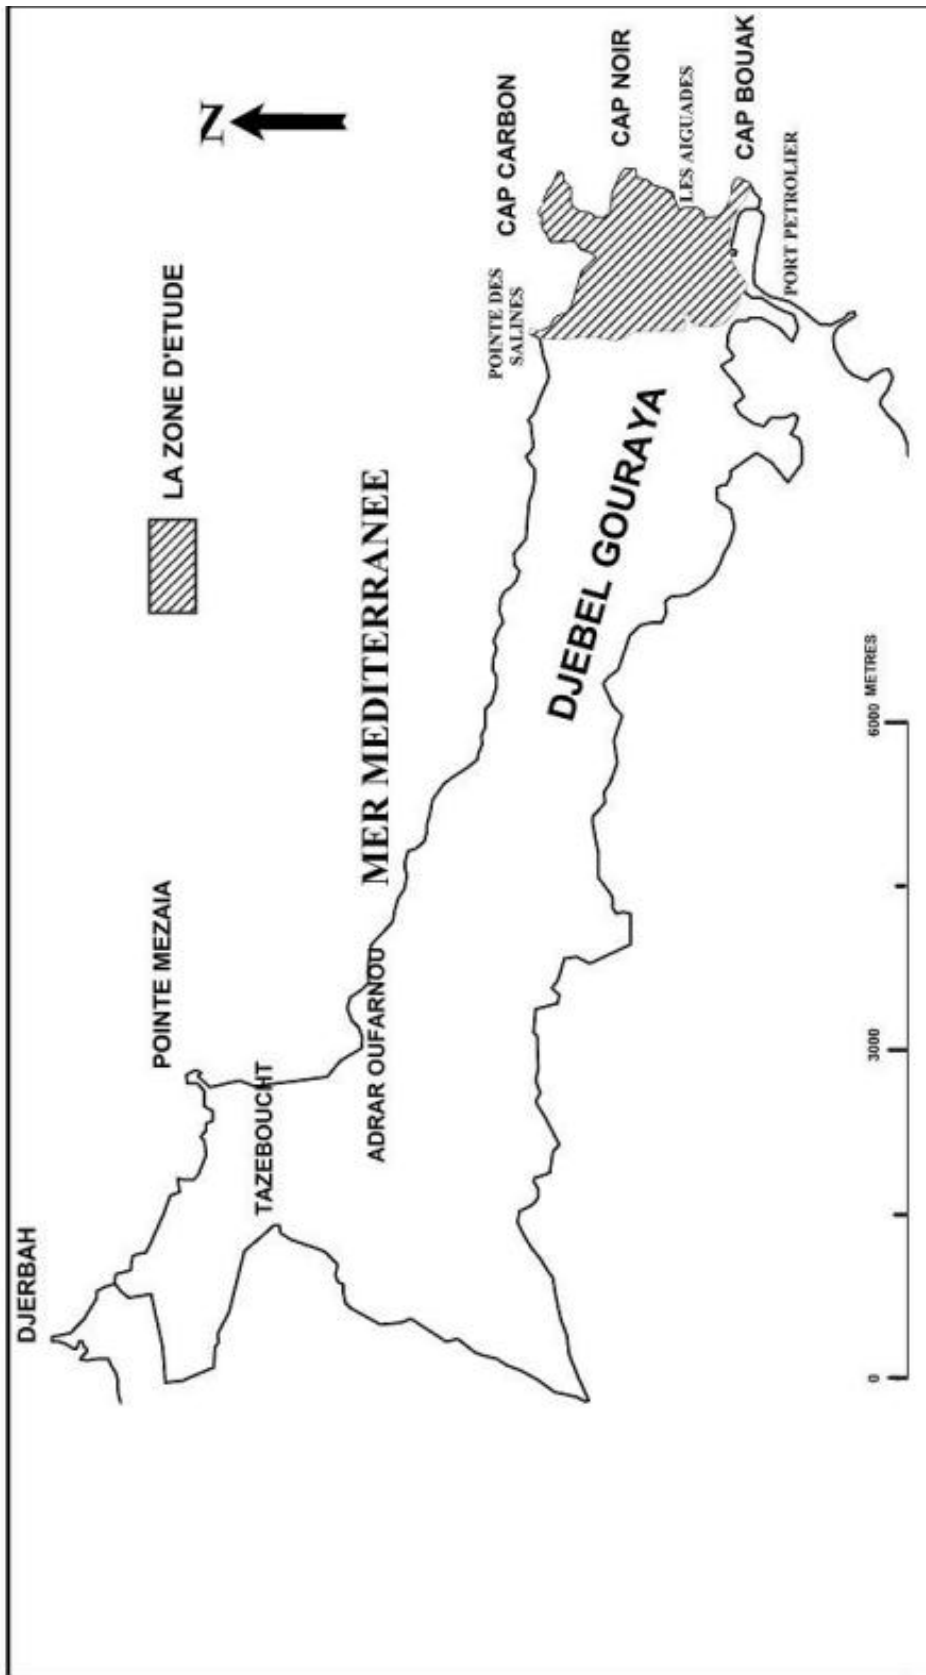 DJERBAH
POINTE MEZAIA
LA ZONE D'ETUDE
N
TAZEBOUCHT
ADRAR OUFARNOU
MER MEDITERRANEE
POINTE DES
SALINES
CAP CARBON
CAP NOIR
LES AIGUADES
CAP BOUAK
PORT PETROLIER
DJEBEL GOURAYA
0
3000
6000 METRES